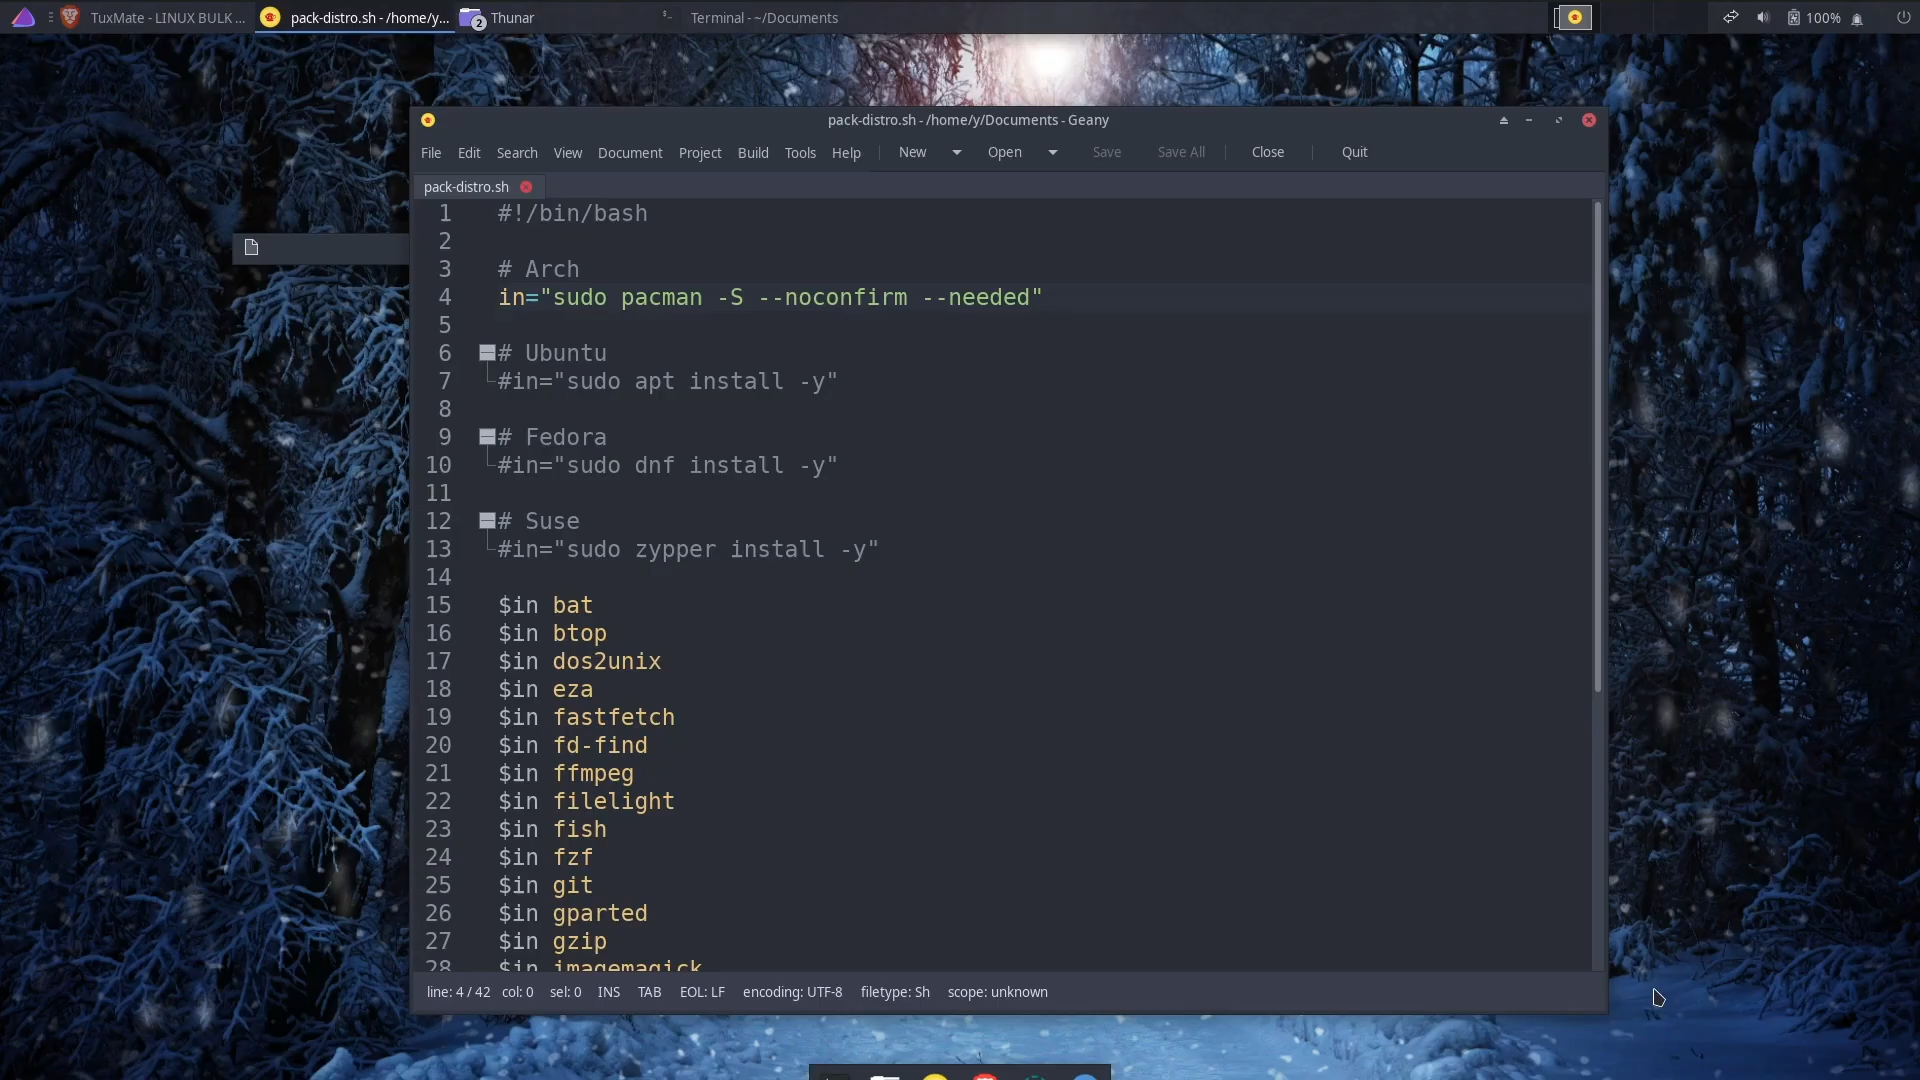 TuxMate - LINUX BULK ...
pack-distro.sh - /home/y...
2
Thunar
Terminal - ~/Documents
100%
pack-distro.sh - /home/y/Documents - Geany
File Edit Search View Document Project Build Tools Help New Open Save Save All Close Quit
pack-distro.sh
1 #!/bin/bash
2
3 # Arch
4 in="sudo pacman -S --noconfirm --needed"
5
6 # Ubuntu
7 #in="sudo apt install -y"
8
9 # Fedora
10 #in="sudo dnf install -y"
11
12 # Suse
13 #in="sudo zypper install -y"
14
15 $in bat
16 $in btop
17 $in dos2unix
18 $in eza
19 $in fastfetch
20 $in fd-find
21 $in ffmpeg
22 $in filelight
23 $in fish
24 $in fzf
25 $in git
26 $in gparted
27 $in gzip
28 $in imagemagick
line: 4 / 42 col: 0 sel: 0 INS TAB EOL: LF encoding: UTF-8 filetype: Sh scope: unknown